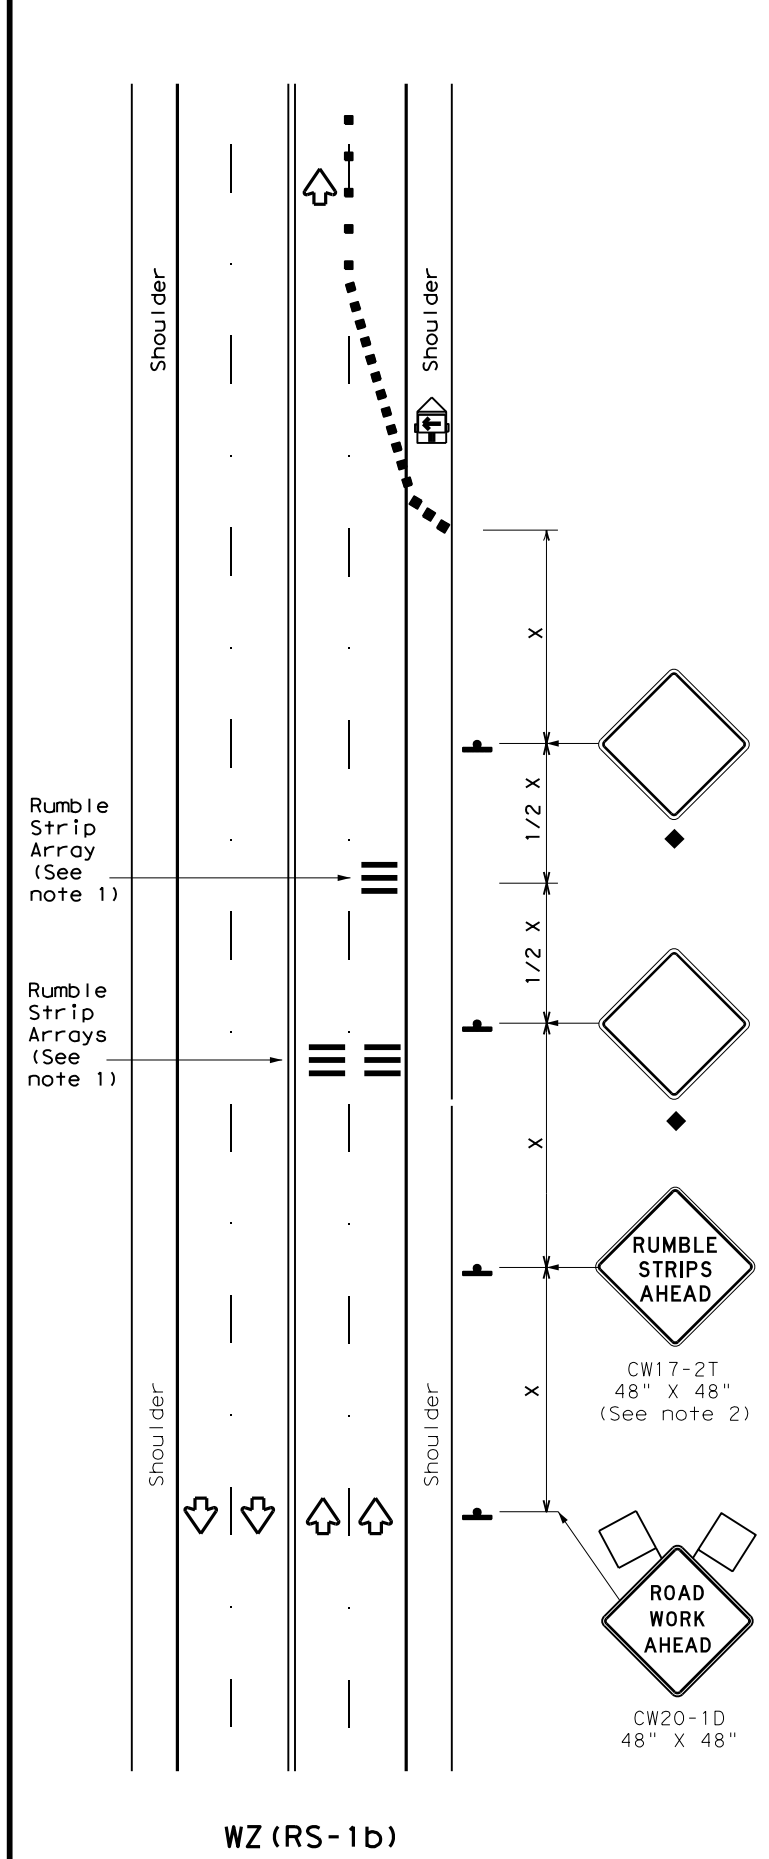 Shoulder
Shoulder
X
1/2 X
Rumble
Strip
Array
(See
note 1)
1/2 X
Rumble
Strip
Arrays
(See
note 1)
X
RUMBLE
STRIPS
AHEAD
CW17-2T
48" X 48"
(See note 2)
X
Shoulder
Shoulder
ROAD
WORK
AHEAD
CW20-1D
48" X 48"
WZ(RS-1b)